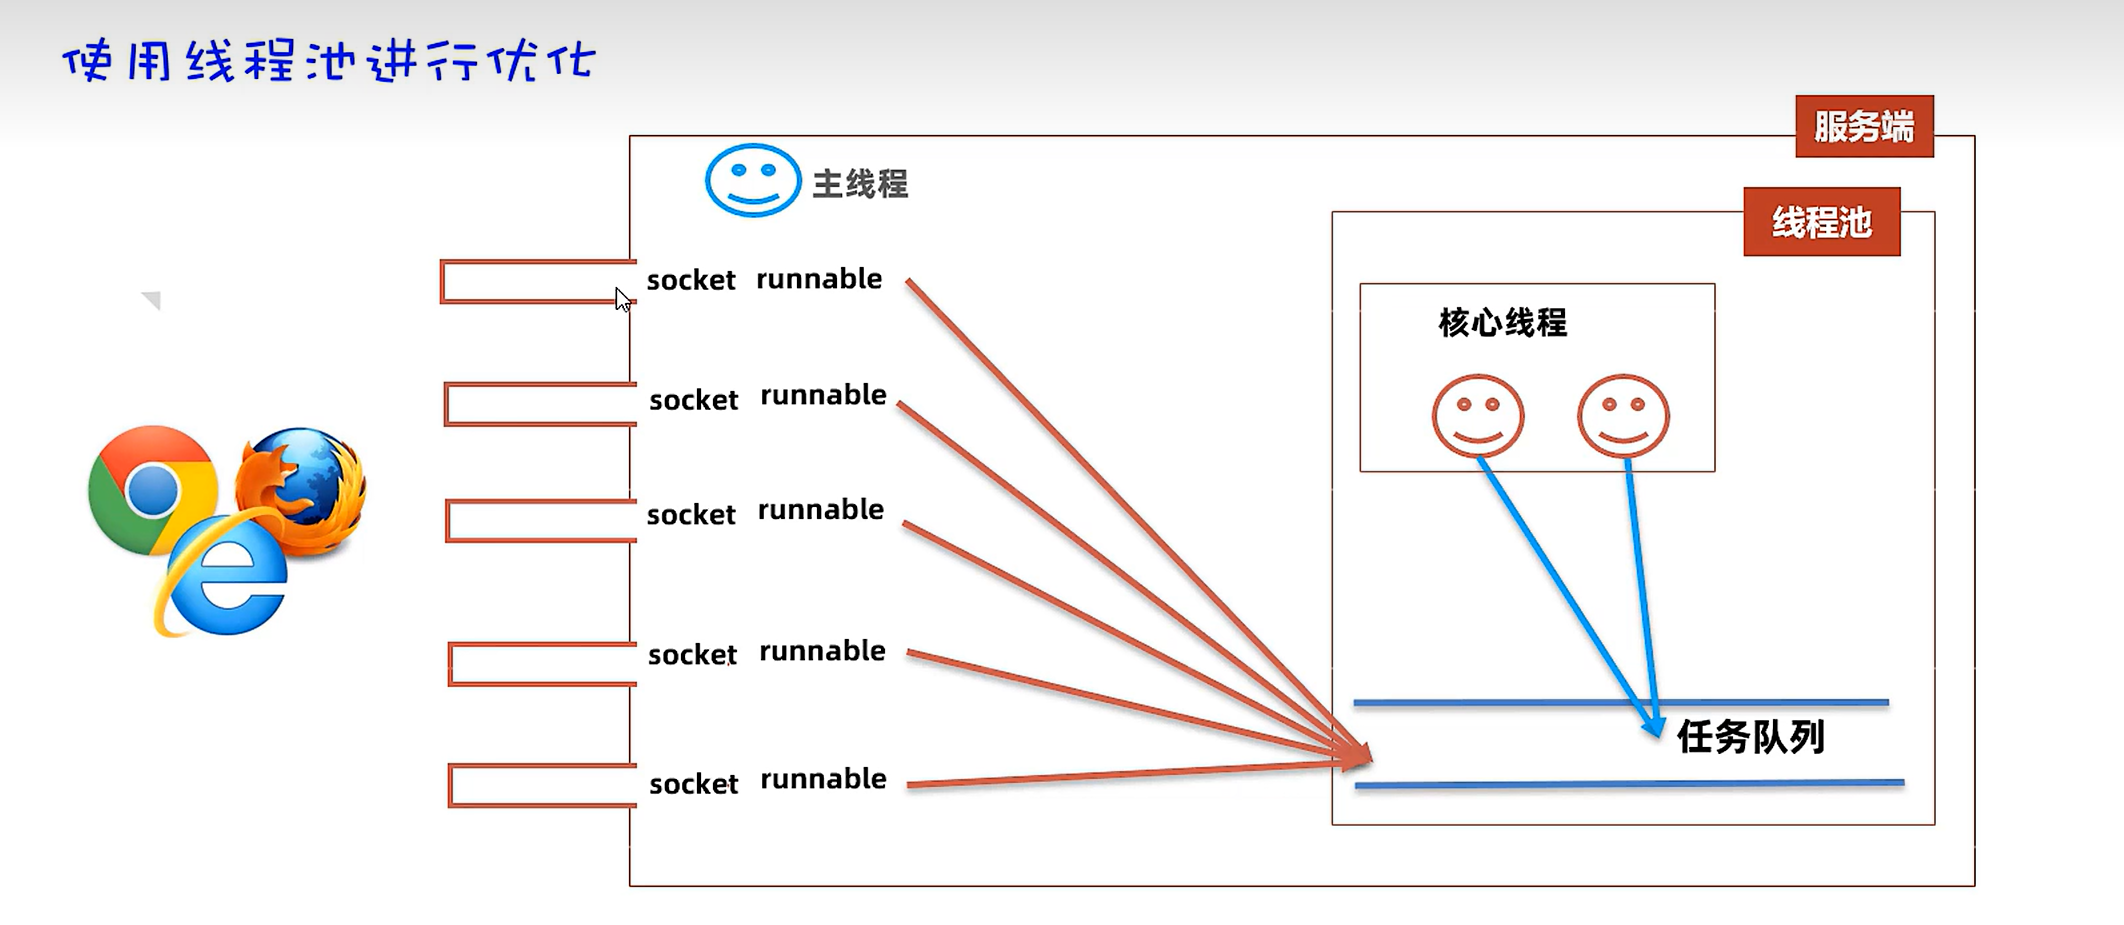 使用线程池进行优化
服务端
主线程
线程池
socket runnable
核心线程
socket runnable
socket runnable
socket runnable
任务队列
socket runnable